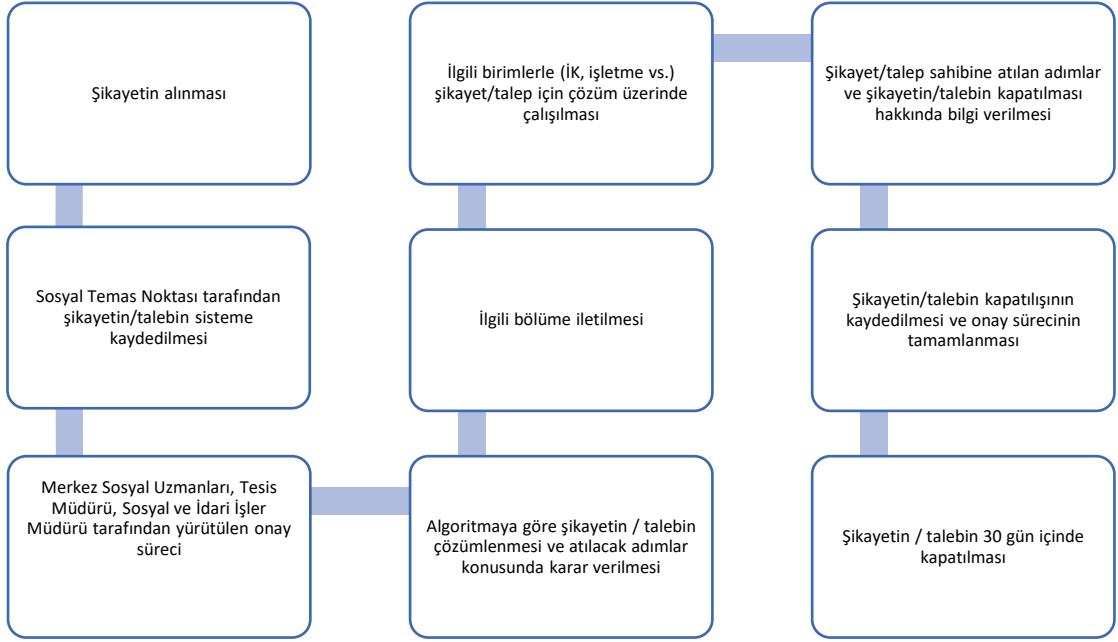 Şikayetin alınması
Sosyal Temas Noktası tarafından
şikayetin/talebin sisteme
kaydedilmesi
Merkez Sosyal Uzmanları, Tesis
Müdürü, Sosyal ve İdari İşler
Müdürü tarafından yürütülen onay
süreci
Algoritmaya göre şikayetin / talebin
çözümlenmesi ve atılacak adımlar
konusunda karar verilmesi
İlgili bölüme iletilmesi
İlgili birimlerle (İK, işletme vs.)
şikayet/talep için çözüm üzerinde
çalışılması
Şikayet/talep sahibine atılan adımlar
ve şikayetin/talebin kapatılması
hakkında bilgi verilmesi
Şikayetin/talebin kapatılışının
kaydedilmesi ve onay sürecinin
tamamlanması
Şikayetin / talebin 30 gün içinde
kapatılması